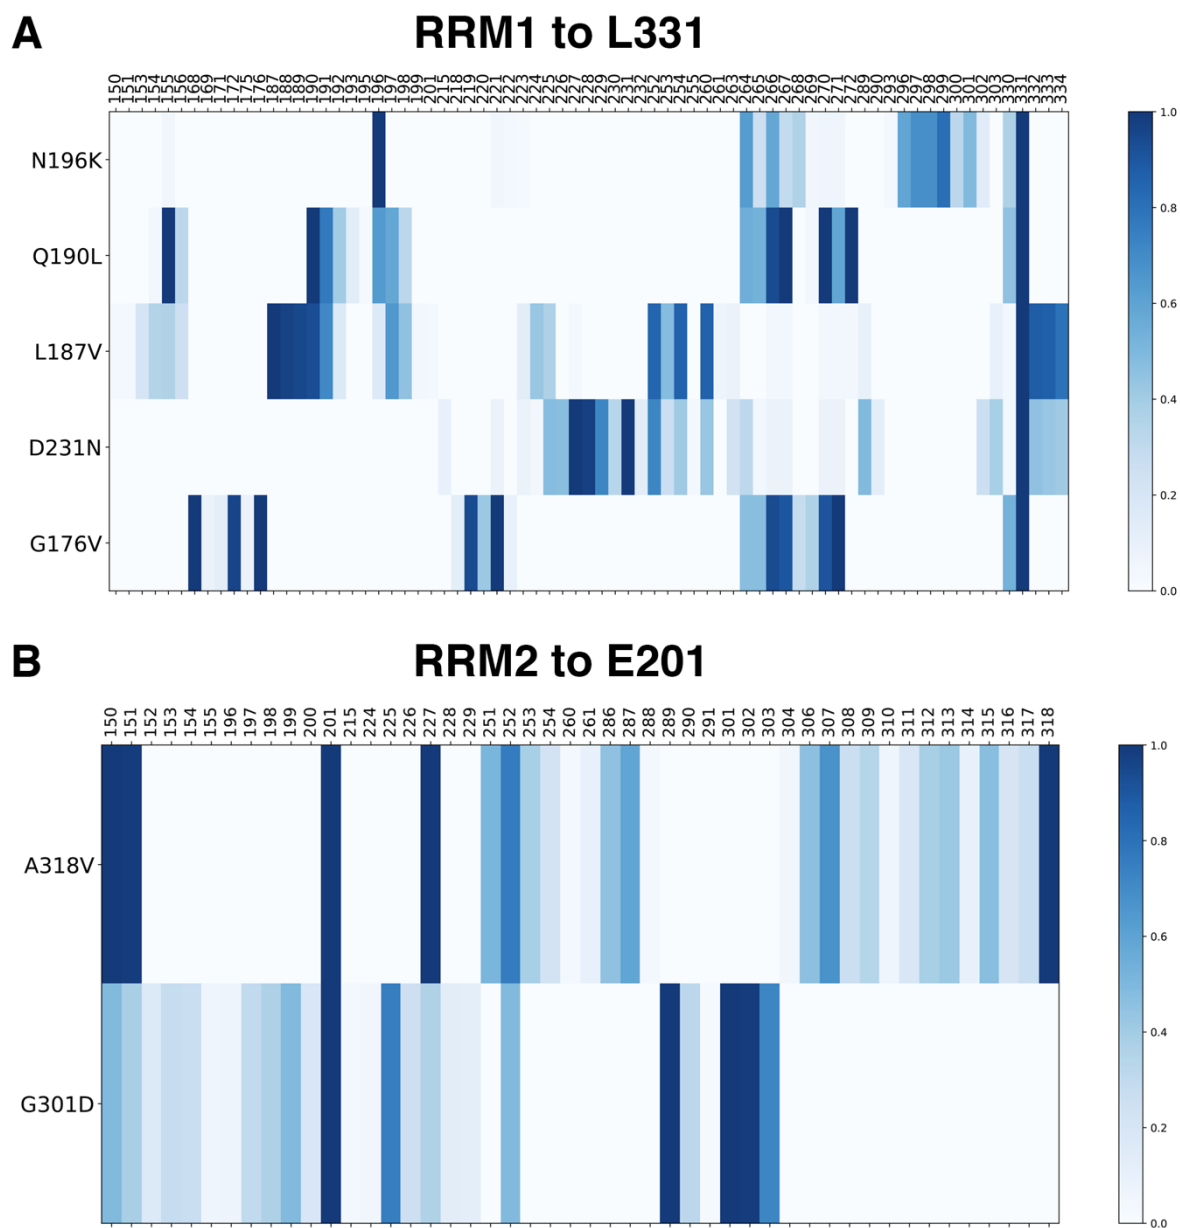 A
RRM1 to L331
150 151 153 154 155 156 168 169 171 172 175 176 187 188 189 190 191 192 193 195 196 197 198 199 201 215 218 219 220 221 222 223 224 225 226 227 228 229 230 231 232 252 253 254 255 260 261 263 264 265 266 267 268 269 270 271 272 289 290 293 296 297 298 299 300 301 302 303 330 331 332 333 334
N196K
Q190L
L187V
D231N
G176V
1.0
0.8
0.6
0.4
0.2
0.0
B
RRM2 to E201
150 151 152 153 154 155 196 197 198 199 200 201 215 224 225 226 227 228 229 251 252 253 254 260 261 286 287 288 289 290 291 301 302 303 304 306 307 308 309 310 311 312 313 314 315 316 317 318
A318V
G301D
1.0
0.8
0.6
0.4
0.2
0.0